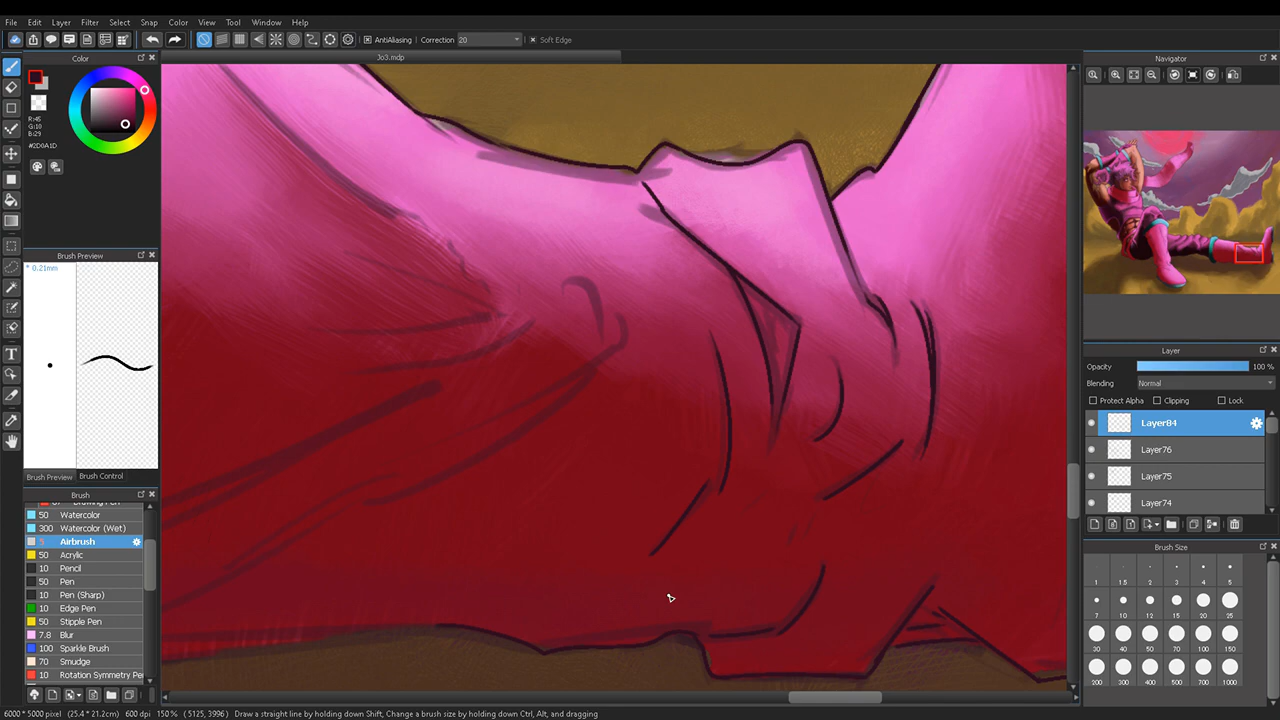 File Edit Layer Filter Select Snap Color View Tool Window Help
AntiAliasing Correction 20 Soft Edge
Color
Jo3.mdp
Navigator
R:45
G:10
B:29
#2D0A1D
Brush Preview
* 0.21mm
Brush Preview Brush Control
Brush
50 Watercolor
300 Watercolor (Wet)
Airbrush
50 Acrylic
10 Pencil
50 Pen
10 Pen (Sharp)
10 Edge Pen
50 Stipple Pen
7.8 Blur
100 Sparkle Brush
70 Smudge
10 Rotation Symmetry Pe
Layer
Opacity 100 %
Blending Normal
Protect Alpha Clipping Lock
Layer84
Layer76
Layer75
Layer74
Brush Size
1 1.5 2 3 4 5
7 10 12 15 20 25
30 40 50 70 100 150
200 300 400 500 700 1000
6000 * 5000 pixel (25.4 * 21.2cm) 600 dpi 150 % ( 5125, 3996) Draw a straight line by holding down Shift, Change a brush size by holding down Ctrl, Alt, and dragging